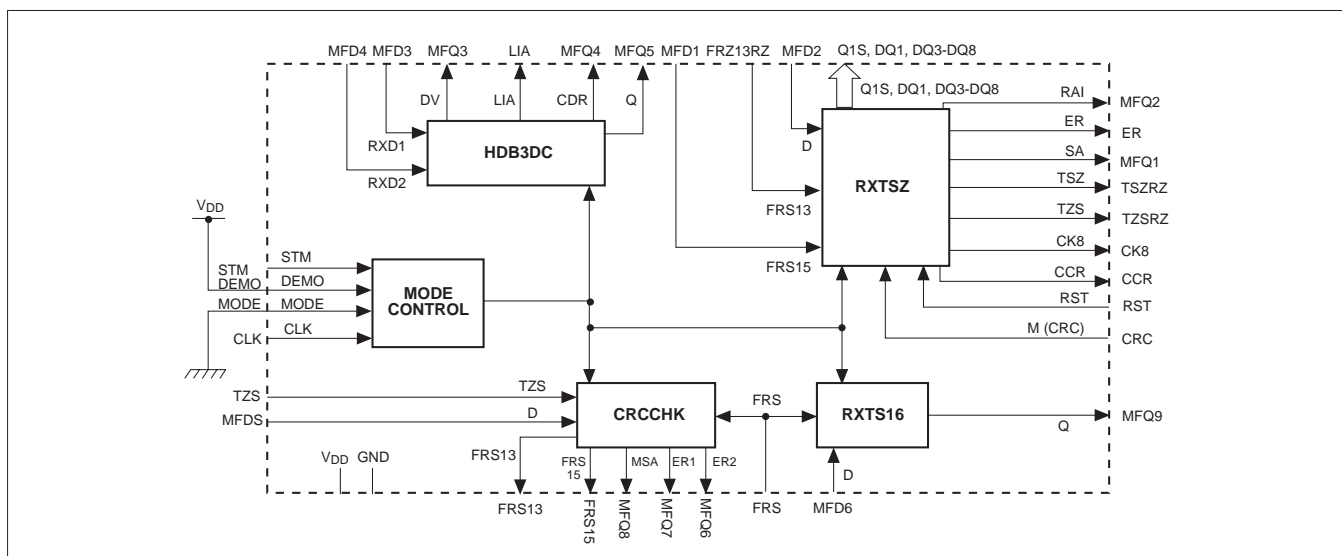 MFD4 MFD3 MFQ3 LIA MFQ4 MFQ5 MFD1 FRZ13RZ MFD2 Q1S, DQ1, DQ3-DQ8
Q1S, DQ1, DQ3-DQ8
DV LIA CDR Q
RAI MFQ2
ER ER
SA MFQ1
TSZ TSZRZ
TZS TZSRZ
CK8 CK8
CCR CCR
RST RST
M (CRC) CRC
RXD1
RXD2
HDB3DC
D
FRS13
FRS15
RXTSZ
VDD
STM STM
DEMO DEMO
MODE MODE
CLK CLK
MODE
CONTROL
TZS TZS
MFDS D
CRCCHK
FRS
RXTS16
Q MFQ9
VDD GND
FRS13
FRS
15
MSA ER1 ER2
D
FRS13 FRS15 MFQ8 MFQ7 MFQ6 FRS MFD6